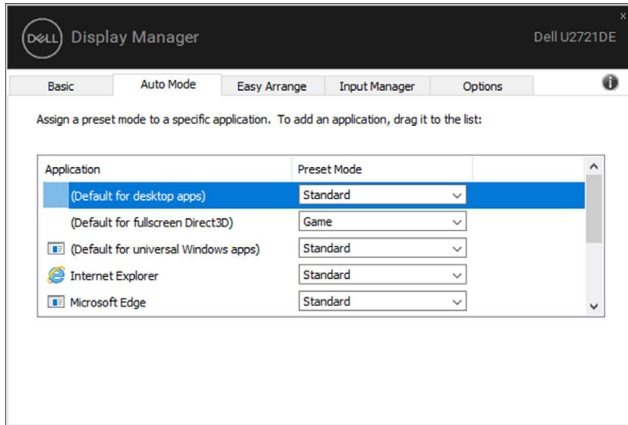 x
DELL Display Manager Dell U2721DE
Basic Auto Mode Easy Arrange Input Manager Options i
Assign a preset mode to a specific application. To add an application, drag it to the list:
Application Preset Mode
(Default for desktop apps) Standard
(Default for fullscreen Direct3D) Game
(Default for universal Windows apps) Standard
Internet Explorer Standard
Microsoft Edge Standard